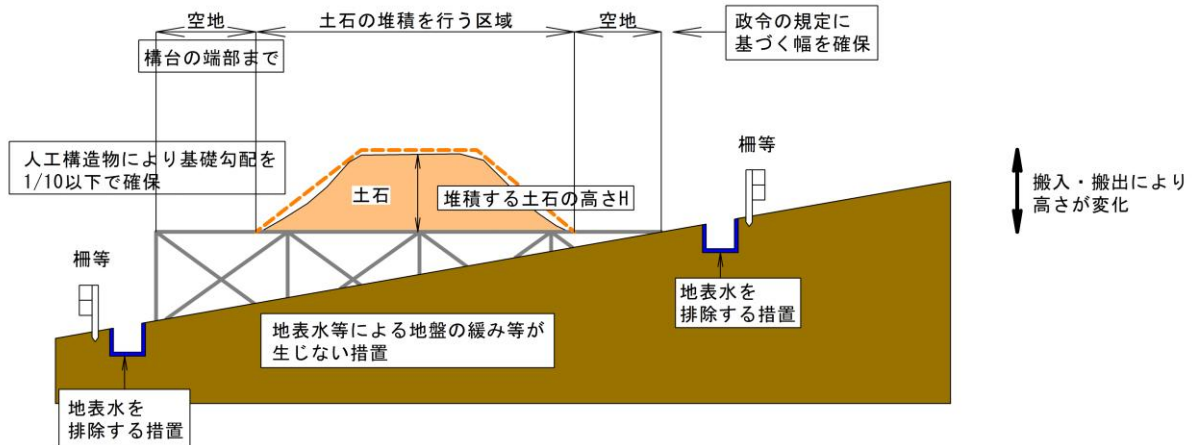 空地
土石の堆積を行う区域
空地
政令の規定に
基づく幅を確保
構台の端部まで
人工構造物により基礎勾配を
1/10以下で確保
柵等
土石
堆積する土石の高さH
搬入・搬出により
高さが変化
柵等
地表水を
排除する措置
地表水等による地盤の緩み等が
生じない措置
地表水を
排除する措置